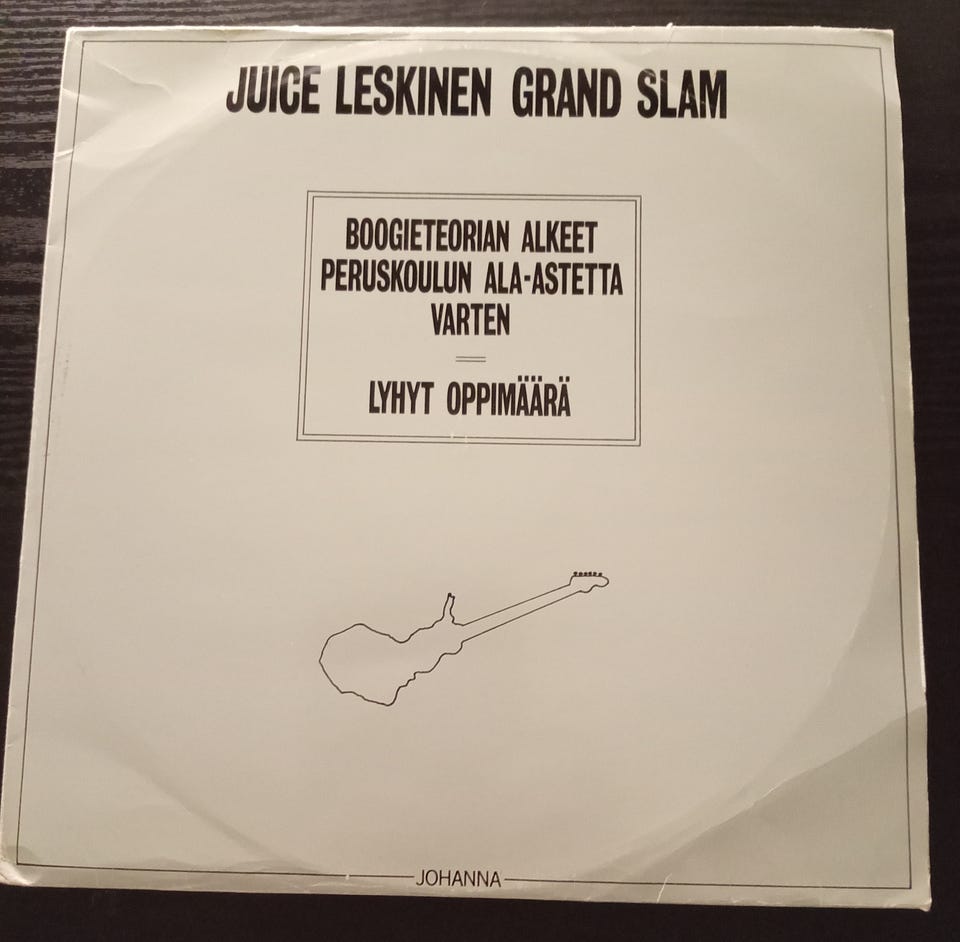 JUICE LESKINEN GRAND SLAM
BOOGIETEORIAN ALKEET
PERUSKOULUN ALA-ASTETTA
VARTEN
LYHYT OPPIMÄÄRÄ
JOHANNA